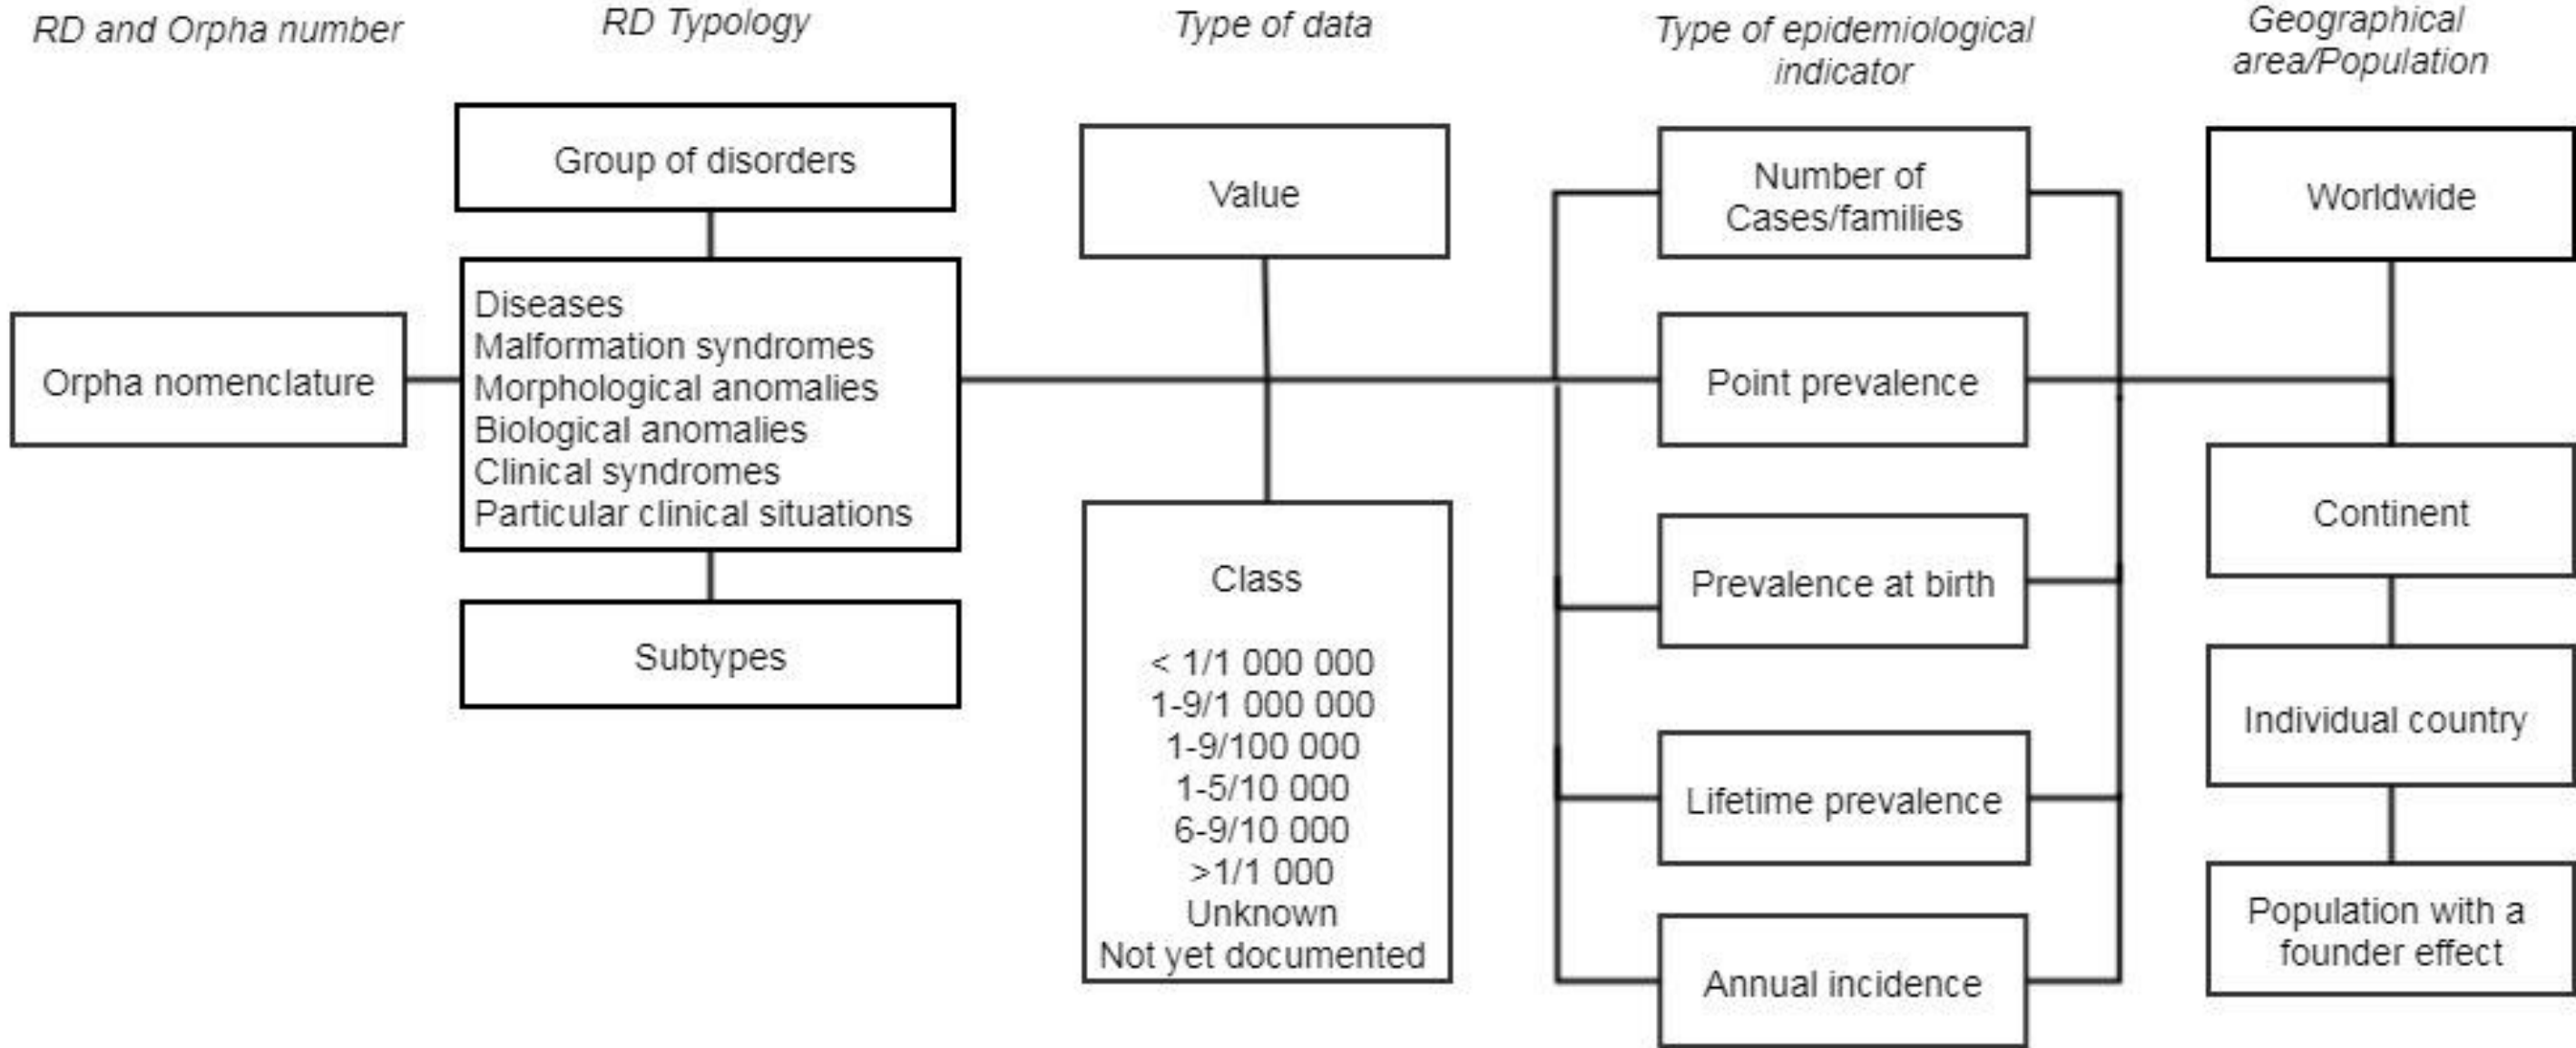 RD and Orpha number
RD Typology
Type of data
Type of epidemiological
indicator
Geographical
area/Population
Orpha nomenclature
Group of disorders
Diseases
Malformation syndromes
Morphological anomalies
Biological anomalies
Clinical syndromes
Particular clinical situations
Subtypes
Value
Class
< 1/1 000 000
1-9/1 000 000
1-9/100 000
1-5/10 000
6-9/10 000
>1/1 000
Unknown
Not yet documented
Number of
Cases/families
Point prevalence
Prevalence at birth
Lifetime prevalence
Annual incidence
Worldwide
Continent
Individual country
Population with a
founder effect